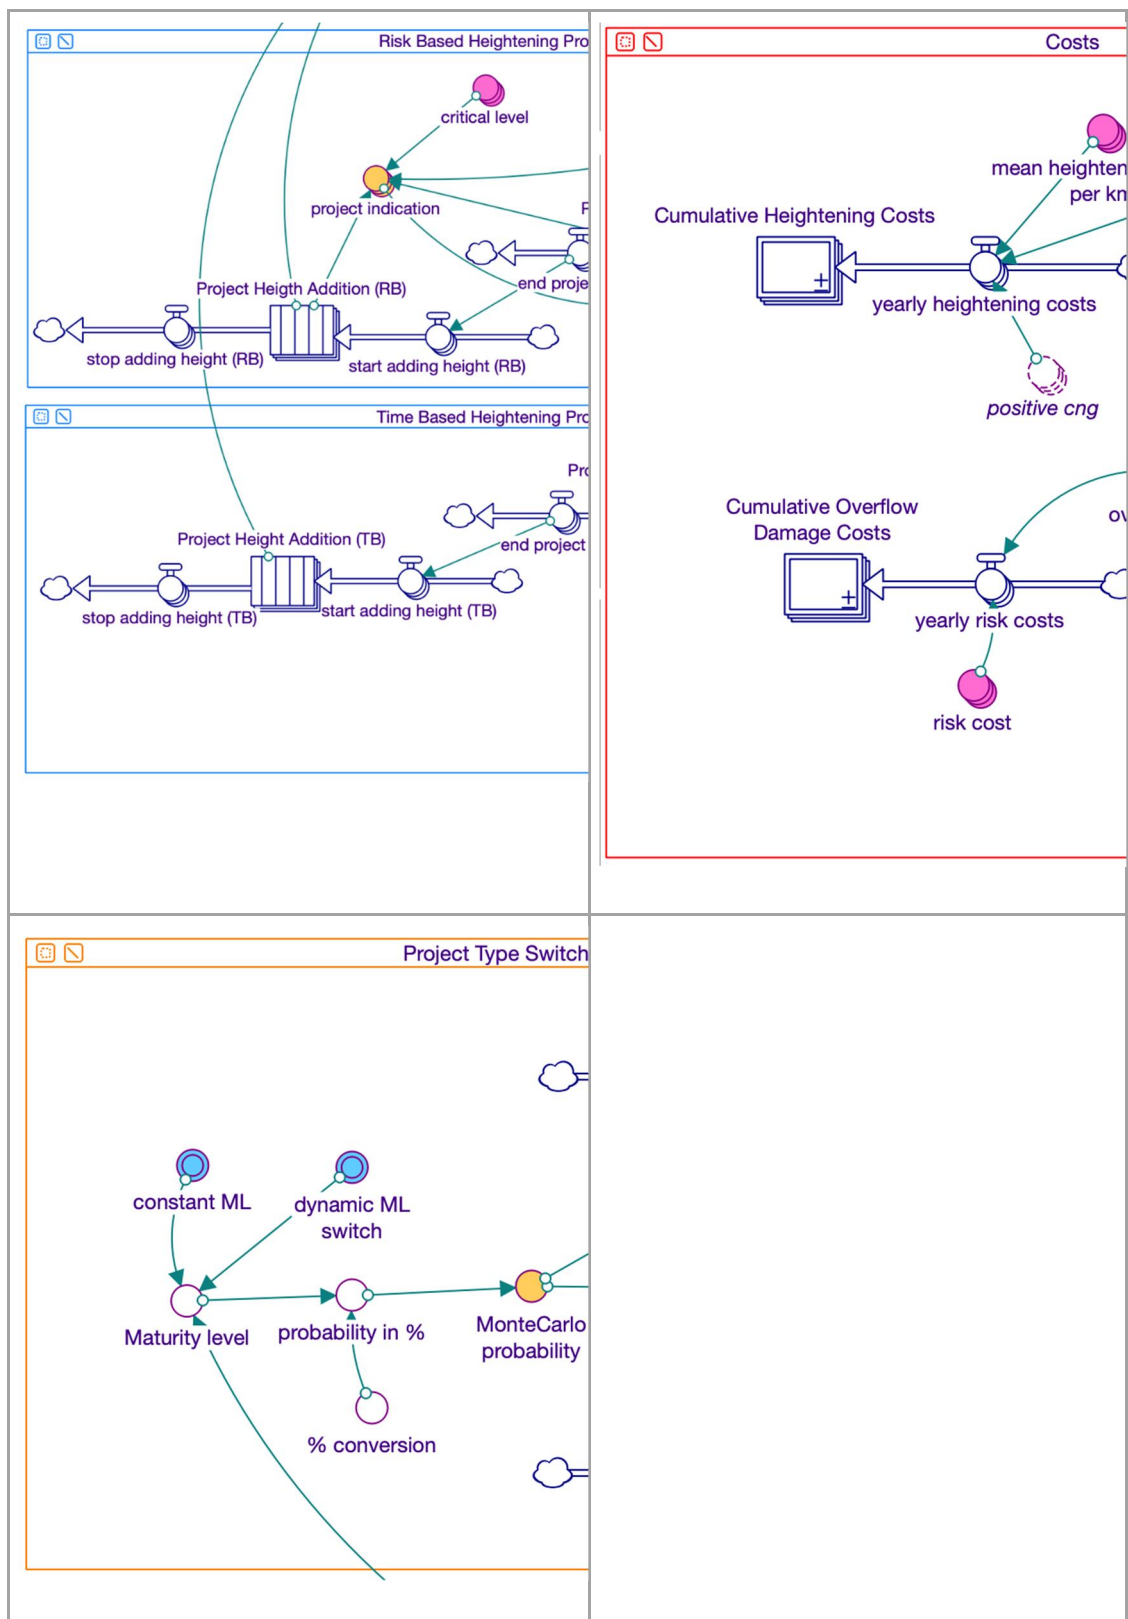 Risk Based Heightening Pro
critical level
project indication
P
end proje
Project Heigth Addition (RB)
stop adding height (RB)
start adding height (RB)
Time Based Heightening Pro
Pro
end project
Project Height Addition (TB)
stop adding height (TB)
start adding height (TB)
Costs
mean heighten
per km
Cumulative Heightening Costs
yearly heightening costs
positive cng
Cumulative Overflow
Damage Costs
ov
yearly risk costs
risk cost
Project Type Switch
constant ML
dynamic ML
switch
Maturity level
probability in %
MonteCarlo
probability
% conversion